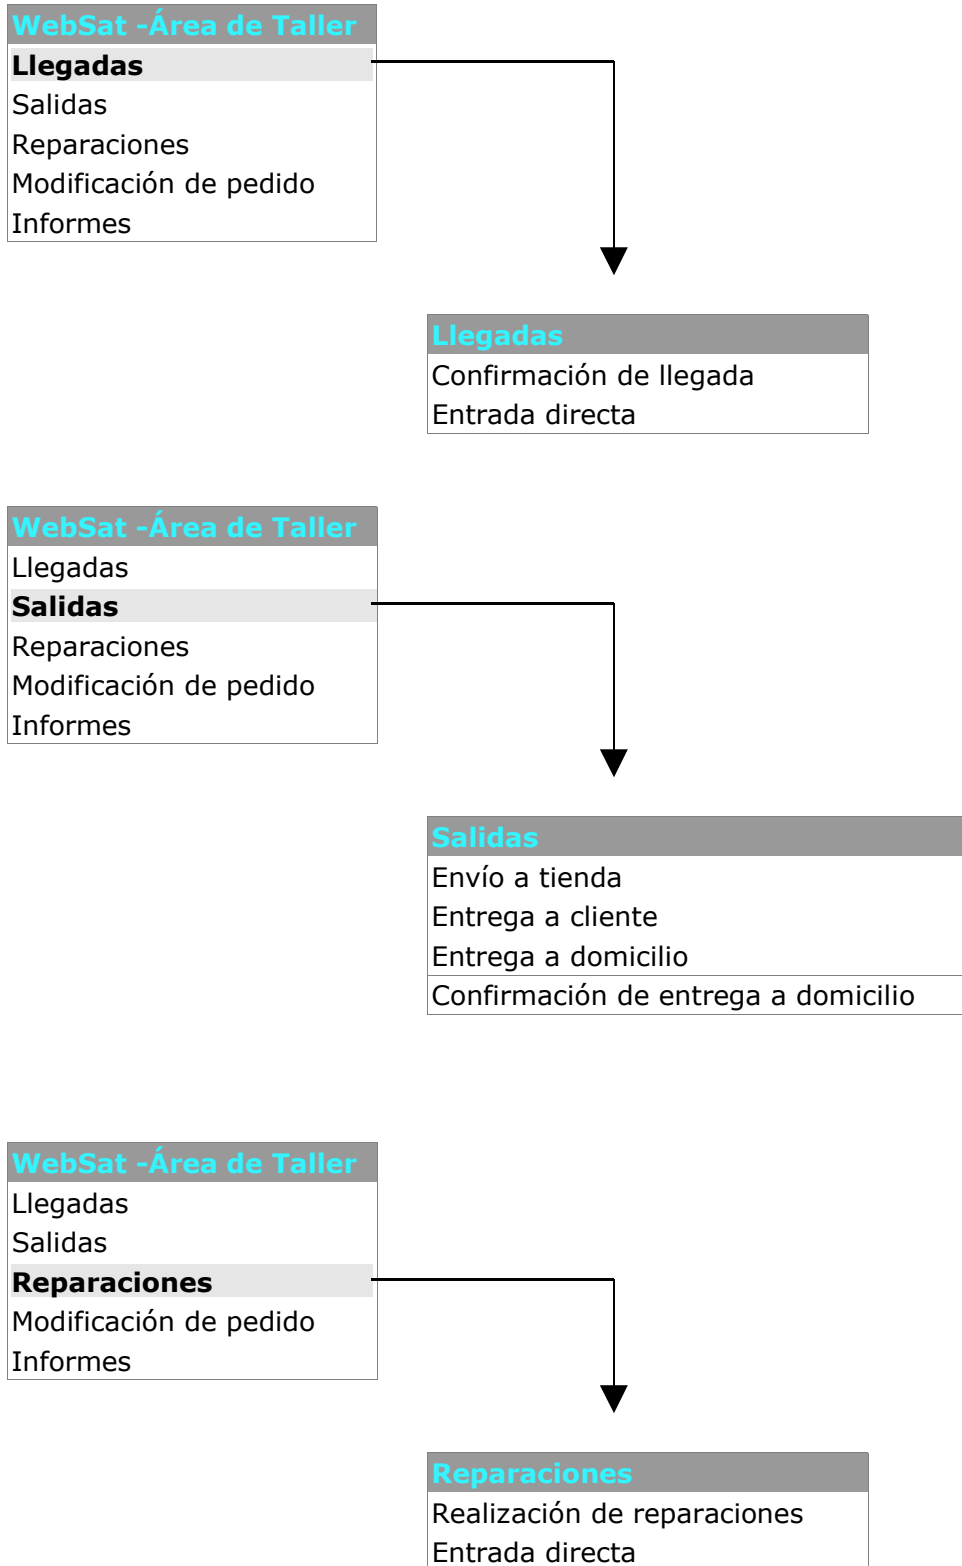 WebSat -Área de Taller
Llegadas
Salidas
Reparaciones
Modificación de pedido
Informes
Llegadas
Confirmación de llegada
Entrada directa
WebSat -Área de Taller
Llegadas
Salidas
Reparaciones
Modificación de pedido
Informes
Salidas
Envío a tienda
Entrega a cliente
Entrega a domicilio
Confirmación de entrega a domicilio
WebSat -Área de Taller
Llegadas
Salidas
Reparaciones
Modificación de pedido
Informes
Reparaciones
Realización de reparaciones
Entrada directa